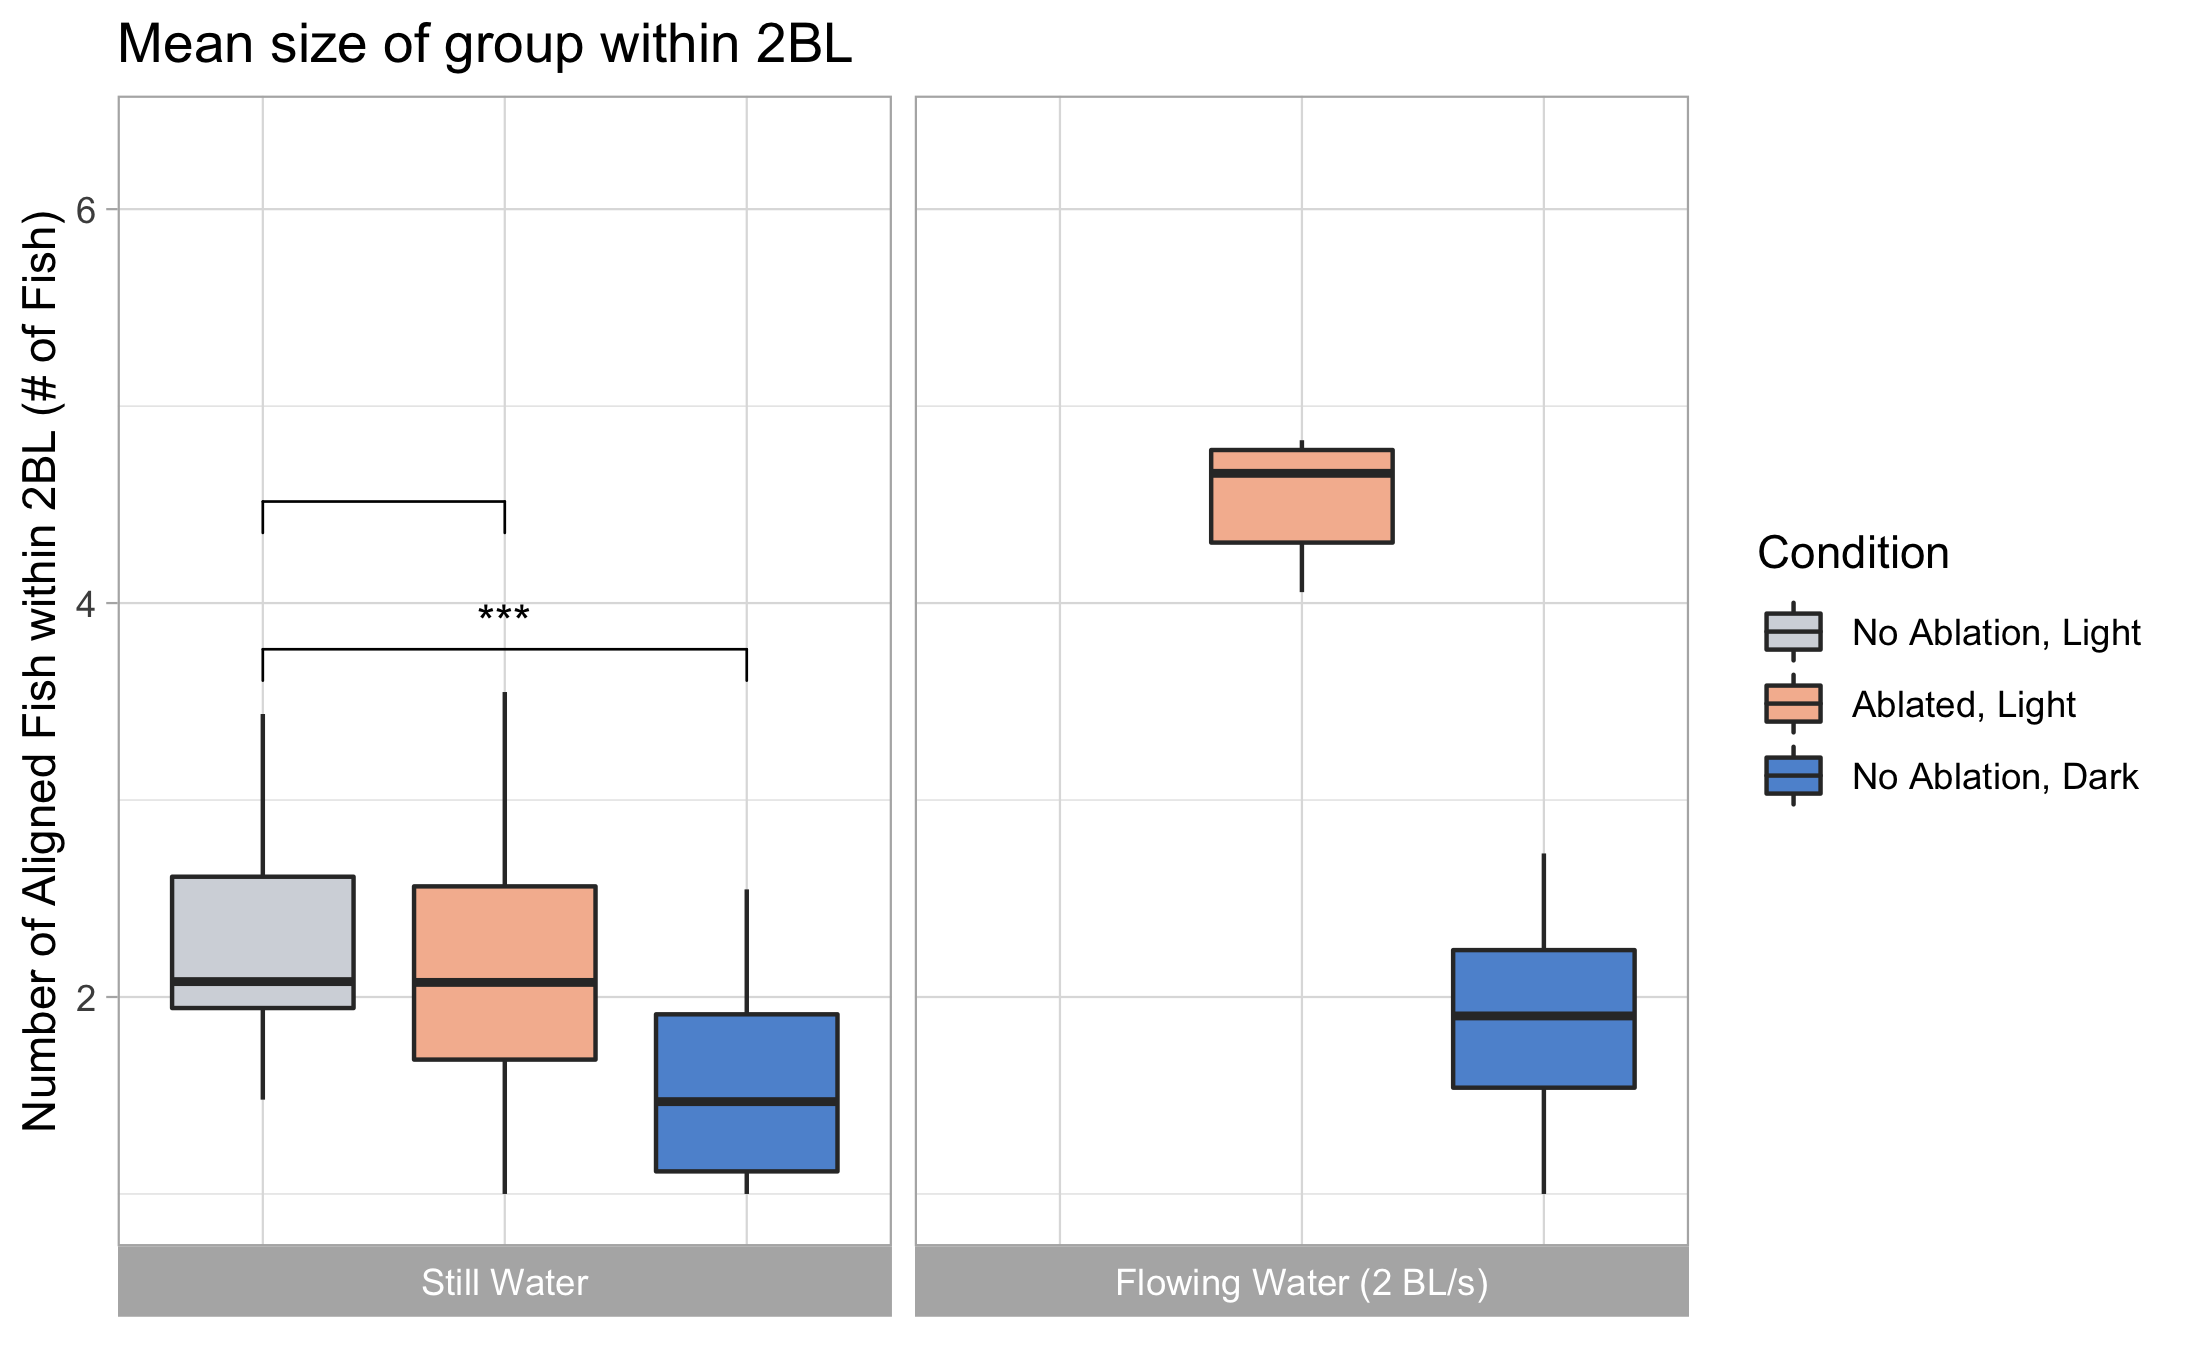 Mean size of group within 2BL
Number of Aligned Fish within 2BL (# of Fish)
6
4
2
***
Still Water
Flowing Water (2 BL/s)
Condition
No Ablation, Light
Ablated, Light
No Ablation, Dark